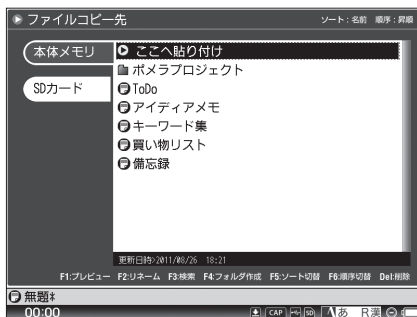 ファイルコピー先
ソート：名前 順序：昇順
本体メモリ
SDカード
ここへ貼り付け
ポメラプロジェクト
ToDo
アイディアメモ
キーワード集
買い物リスト
備忘録
更新日時>2011/08/26 18:21
F1:プレビュー F2:リネーム F3:検索 F4:フォルダ作成 F5:ソート切替 F6:順序切替 Del:削除
無題*
00:00 CAP SD あ R漢